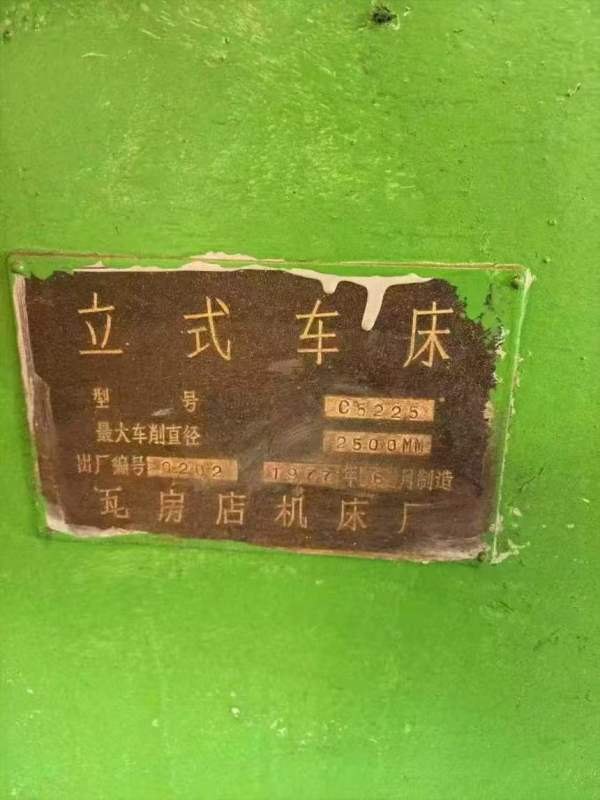 立式车床
型号 C5225
最大车削直径 2500MM
出厂编号 0202 1977年6月制造
瓦房店机床厂